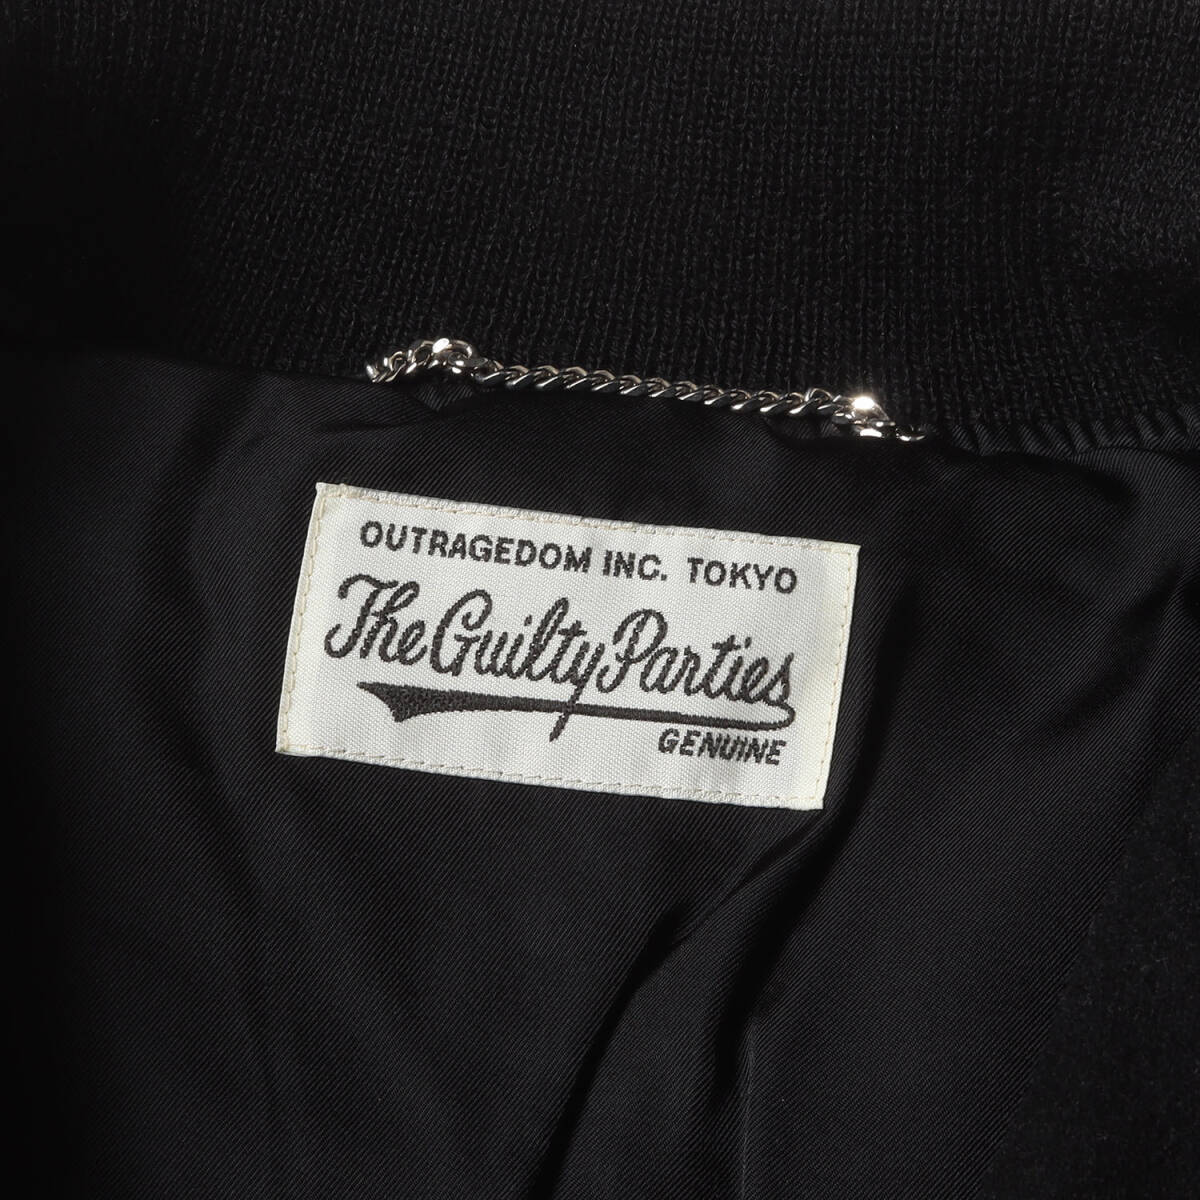 OUTRAGEDOM INC. TOKYO
The Guilty Parties
GENUINE